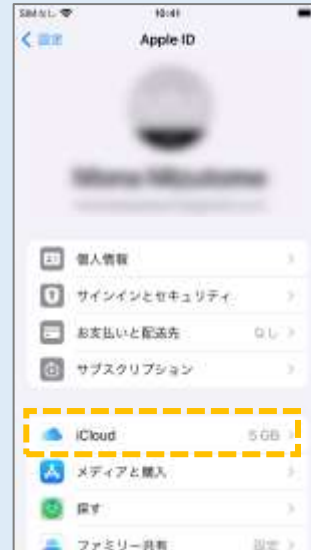 SIMなし 10:41
設定 Apple ID
個人情報
サインインとセキュリティ
お支払いと配送先 なし
サブスクリプション
iCloud 5 GB
メディアと購入
探す
ファミリー共有 設定